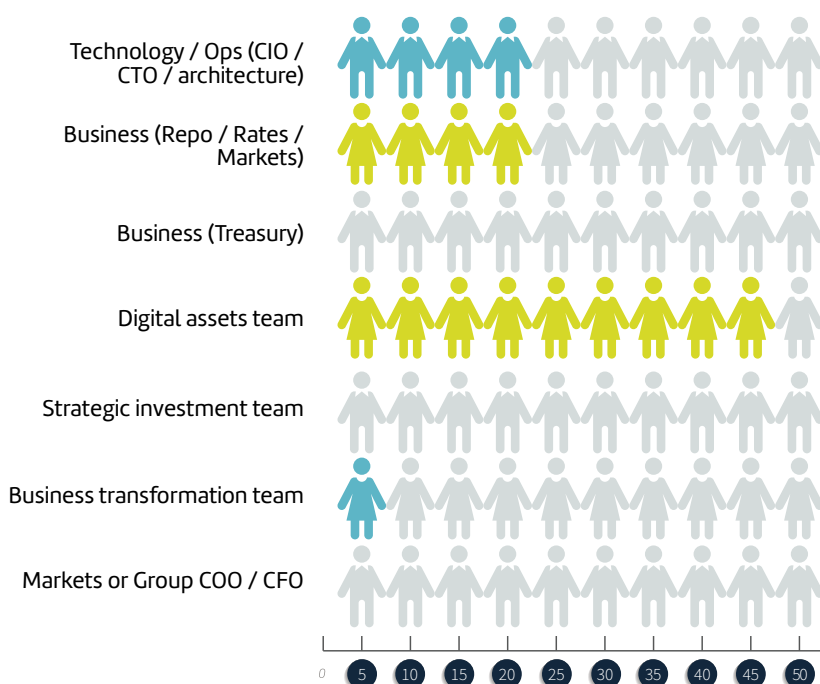 Technology / Ops (CIO /
CTO / architecture)
Business (Repo / Rates /
Markets)
Business (Treasury)
Digital assets team
Strategic investment team
Business transformation team
Markets or Group COO / CFO
0 5 10 15 20 25 30 35 40 45 50